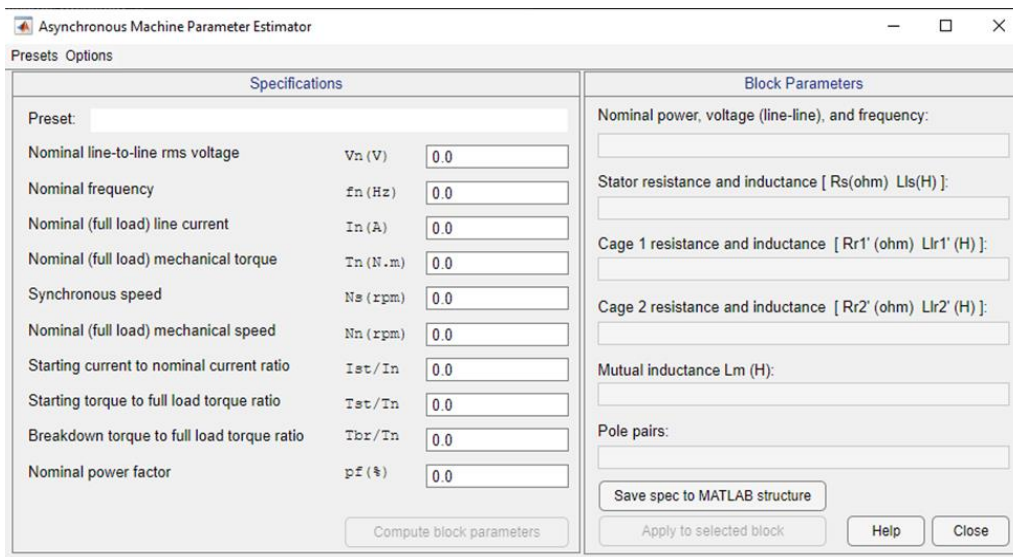 Asynchronous Machine Parameter Estimator
Presets Options
Specifications
Preset:
Nominal line-to-line rms voltage Vn(V) 0.0
Nominal frequency fn(Hz) 0.0
Nominal (full load) line current In(A) 0.0
Nominal (full load) mechanical torque Tn(N.m) 0.0
Synchronous speed Ns(rpm) 0.0
Nominal (full load) mechanical speed Nn(rpm) 0.0
Starting current to nominal current ratio Ist/In 0.0
Starting torque to full load torque ratio Tst/Tn 0.0
Breakdown torque to full load torque ratio Tbr/Tn 0.0
Nominal power factor pf(%) 0.0
Compute block parameters
Block Parameters
Nominal power, voltage (line-line), and frequency:
Stator resistance and inductance [ Rs(ohm) Lls(H) ]:
Cage 1 resistance and inductance [ Rr1' (ohm) Llr1' (H) ]:
Cage 2 resistance and inductance [ Rr2' (ohm) Llr2' (H) ]:
Mutual inductance Lm (H):
Pole pairs:
Save spec to MATLAB structure
Apply to selected block Help Close